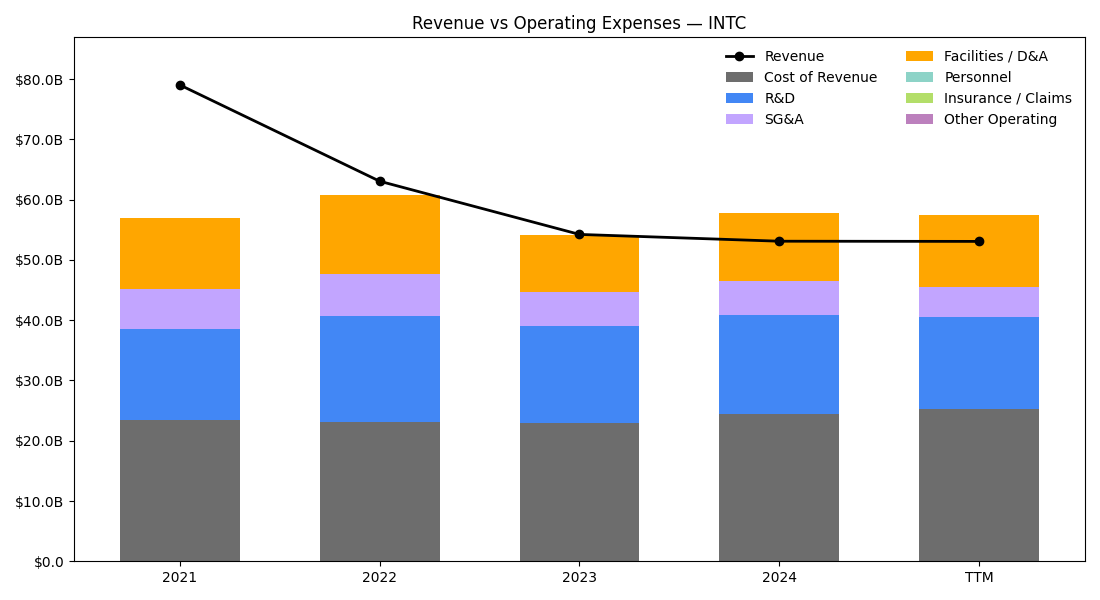 Revenue vs Operating Expenses — INTC
Revenue
Cost of Revenue
R&D
SG&A
Facilities / D&A
Personnel
Insurance / Claims
Other Operating
$80.0B
$70.0B
$60.0B
$50.0B
$40.0B
$30.0B
$20.0B
$10.0B
$0.0
2021 2022 2023 2024 TTM